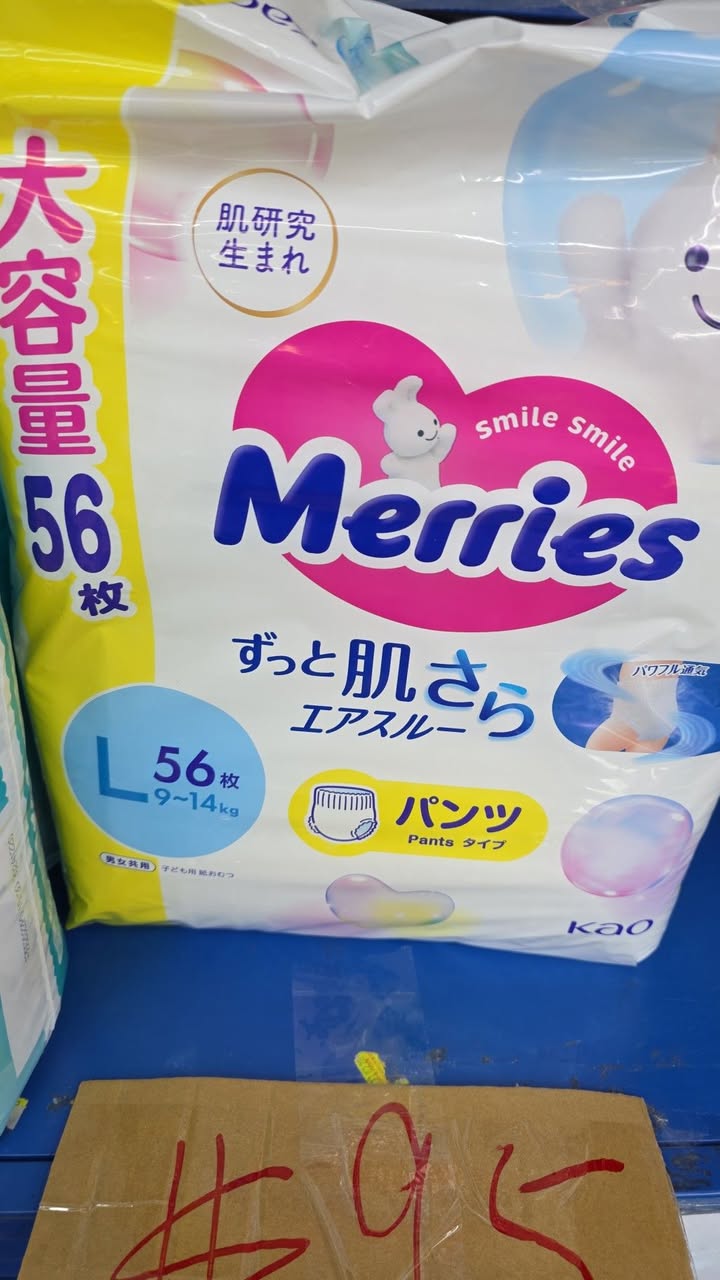 大容量
56
枚
肌研究
生まれ
Smile Smile
Merries
ずっと肌さら
エアスルー
パワフル通気
L 56枚
9~14kg
パンツ
Pants タイプ
男女共用 子ども用 紙おむつ
Kao
$95